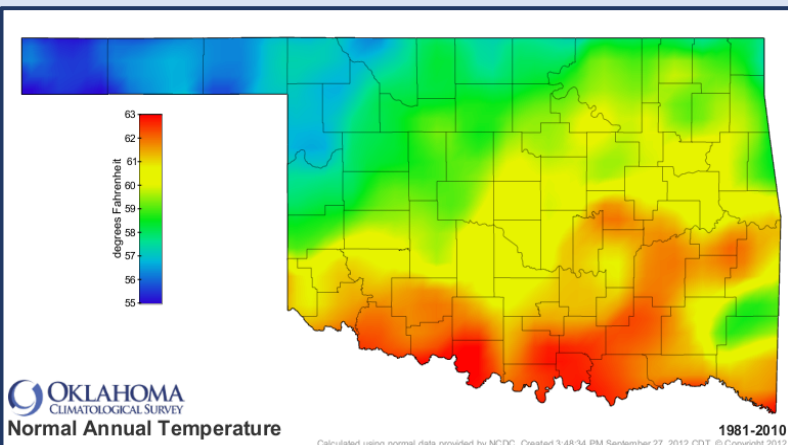 degrees Fahrenheit
63
62
61
60
59
58
57
56
55
OKLAHOMA
CLIMATOLOGICAL SURVEY
Normal Annual Temperature
1981-2010
Calculated using normal data provided by NCDC. Created 3:48:34 PM September 27, 2012 CDT. © Copyright 2012